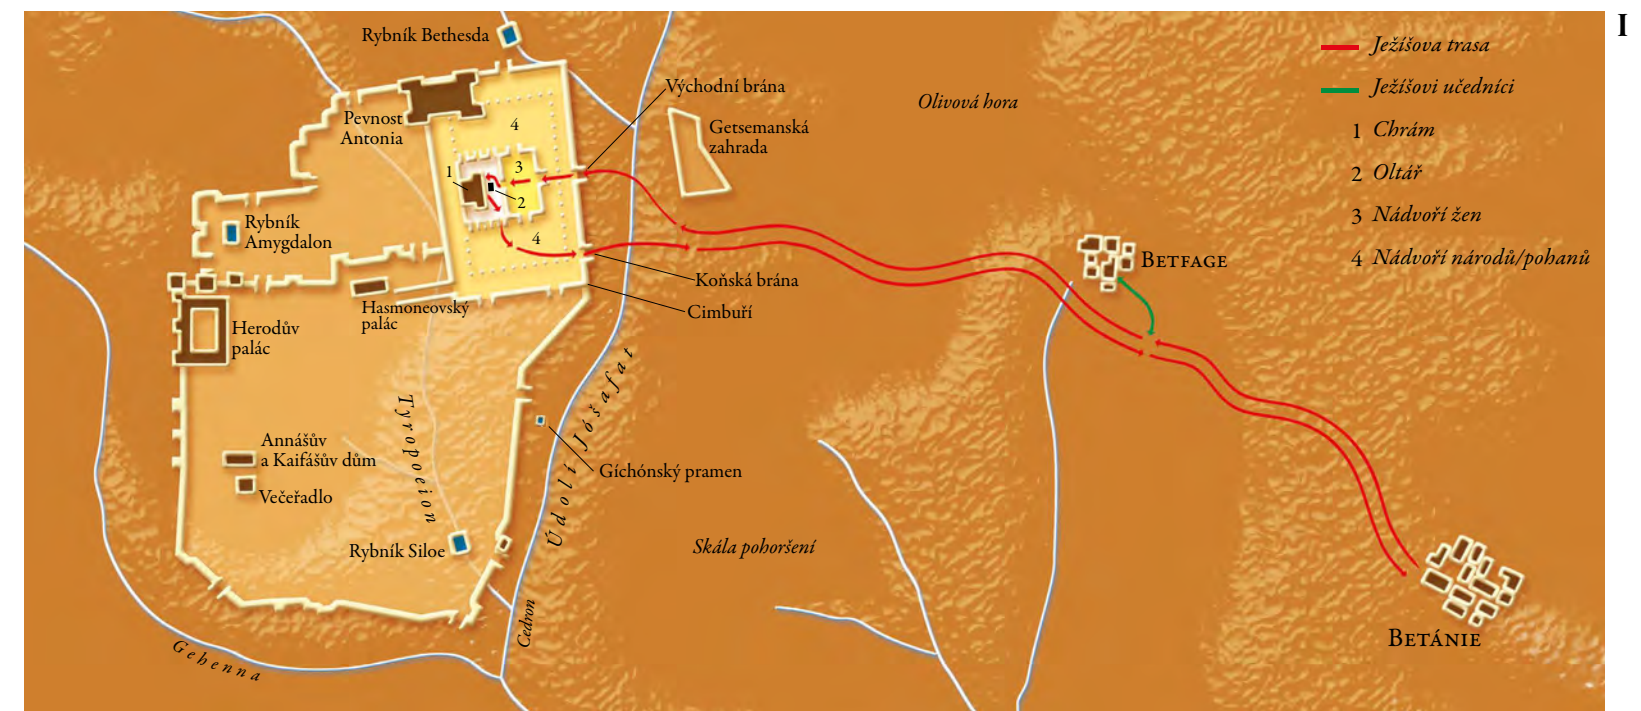 I
Rybník Bethesda
Východní brána
Olivová hora
Ježíšova trasa
Ježíšovi učedníci
1 Chrám
2 Oltář
3 Nádvoří žen
4 Nádvoří národů/pohanů
Pevnost
Antonia
4
Getsemanská
zahrada
1
3
2
4
Rybník
Amygdalon
Betfage
Koňská brána
Cimbuří
Hasmoneovský
palác
Herodův
palác
Údolí Jóšafat
Tyropoeion
Annášův
a Kaifášův dům
Večeřadlo
Gíchónský pramen
Rybník Siloe
Skála pohoršení
Cedron
Gehenna
Betánie